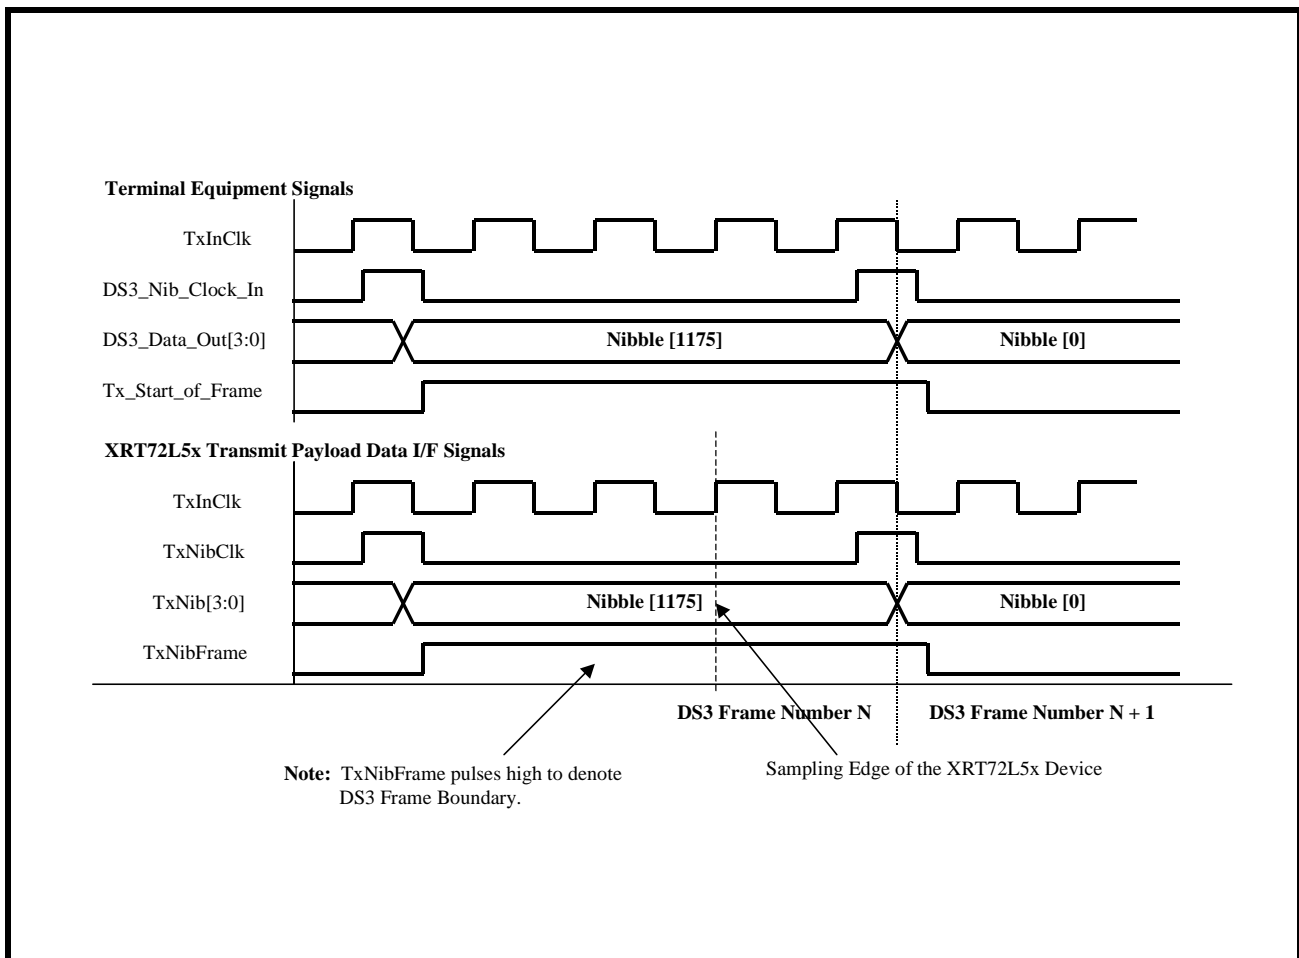 Terminal Equipment Signals
TxInClk
DS3_Nib_Clock_In
DS3_Data_Out[3:0]
Nibble [1175]
Nibble [0]
Tx_Start_of_Frame
XRT72L5x Transmit Payload Data I/F Signals
TxInClk
TxNibClk
TxNib[3:0]
Nibble [1175]
Nibble [0]
TxNibFrame
DS3 Frame Number N
DS3 Frame Number N + 1
Note: TxNibFrame pulses high to denote
DS3 Frame Boundary.
Sampling Edge of the XRT72L5x Device